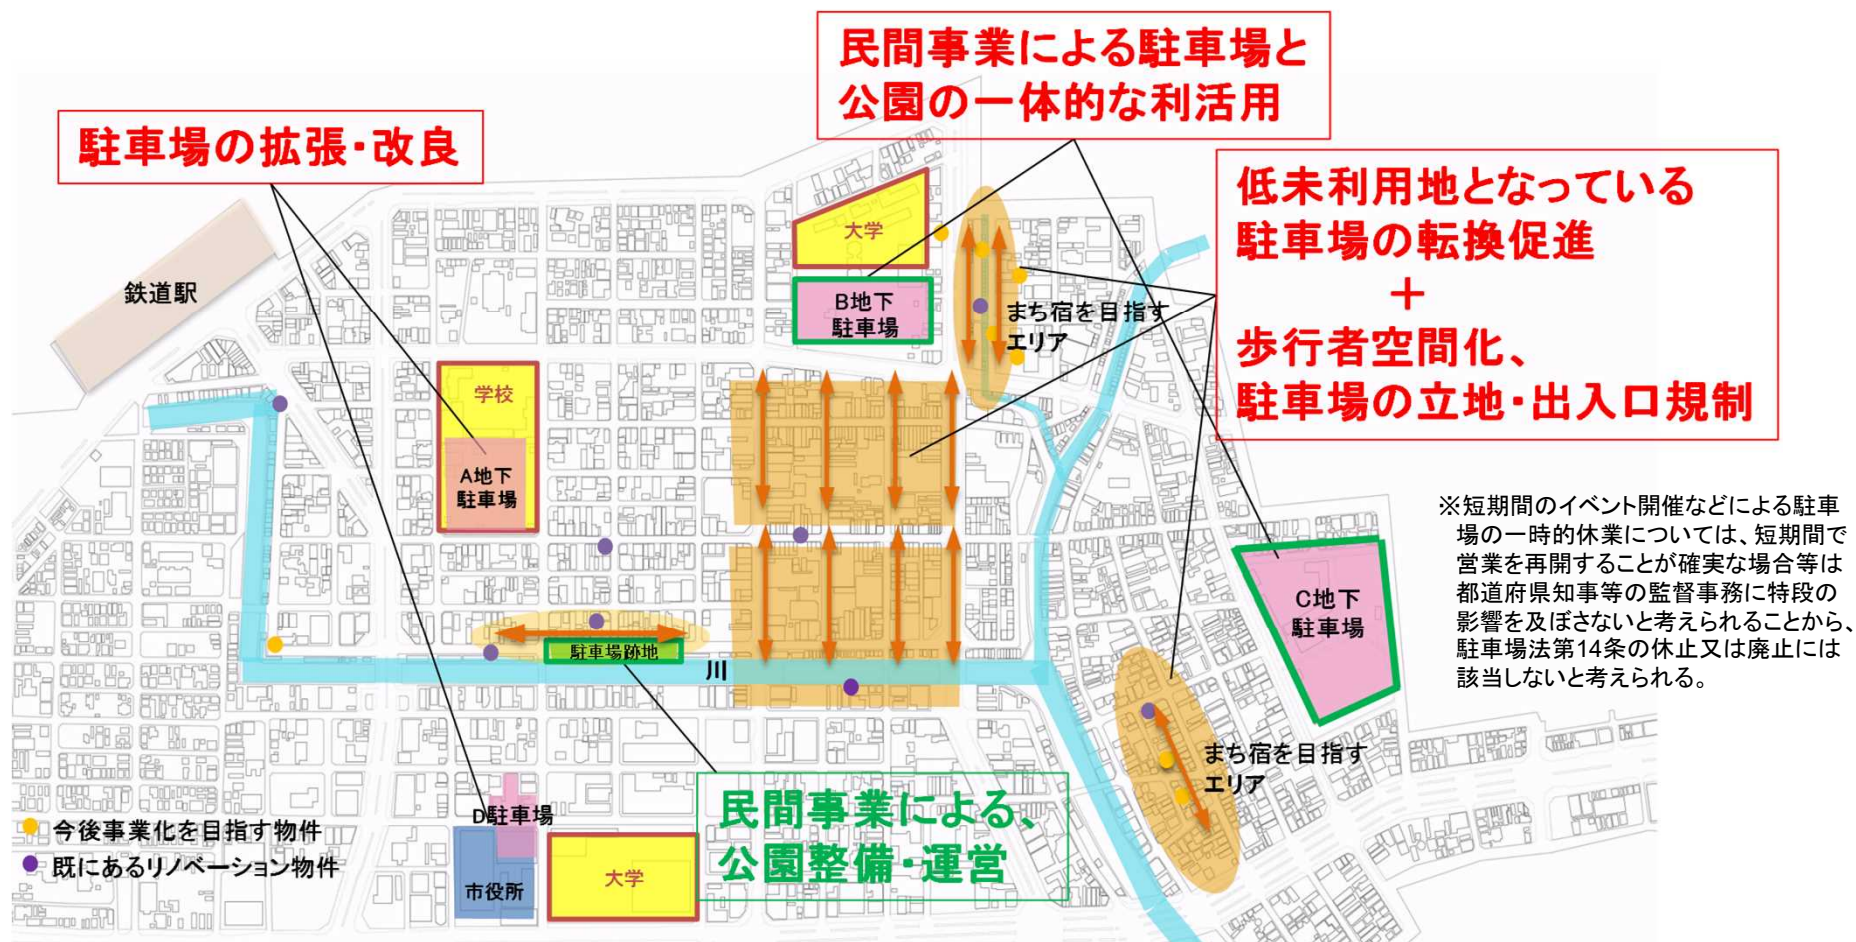 民間事業による駐車場と
公園の一体的な利活用
駐車場の拡張・改良
低未利用地となっている
駐車場の転換促進
＋
歩行者空間化、
駐車場の立地・出入口規制
大学
鉄道駅
B地下
駐車場
まち宿を目指す
エリア
学校
A地下
駐車場
※短期間のイベント開催などによる駐車
場の一時的休業については、短期間で
営業を再開することが確実な場合等は
都道府県知事等の監督事務に特段の
影響を及ぼさないと考えられることから、
駐車場法第14条の休止又は廃止には
該当しないと考えられる。
C地下
駐車場
駐車場跡地
川
まち宿を目指す
エリア
民間事業による、
公園整備・運営
D駐車場
市役所
大学
今後事業化を目指す物件
既にあるリノベーション物件